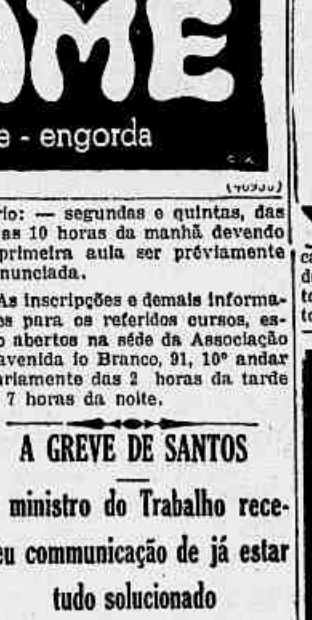 AME
e - engorda
rio: — segundas e quintas, das
as 10 horas da manhã devendo
primeira aula ser préviamente
nunciada.
As inscripções e demais informa-
es para os referidos cursos, es-
o abertos na séde da Associação
avenida io Branco, 91, 10º andar
ariamente das 2 horas da tarde
7 horas da noite.
A GREVE DE SANTOS
ministro do Trabalho rece-
eu communicação de já estar
tudo solucionado